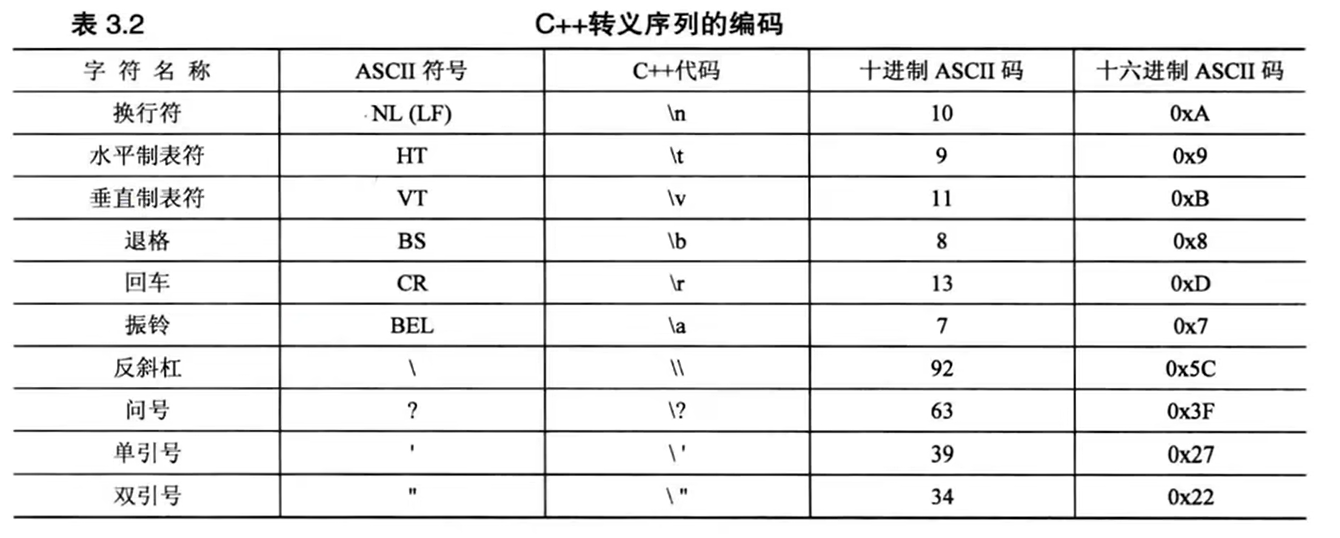 表 3.2 C++转义序列的编码
字符名称 ASCII 符号 C++代码 十进制 ASCII 码 十六进制 ASCII 码
换行符 NL (LF) \n 10 0xA
水平制表符 HT \t 9 0x9
垂直制表符 VT \v 11 0xB
退格 BS \b 8 0x8
回车 CR \r 13 0xD
振铃 BEL \a 7 0x7
反斜杠 \ \\ 92 0x5C
问号 ? \? 63 0x3F
单引号 ' \ ' 39 0x27
双引号 " \ " 34 0x22